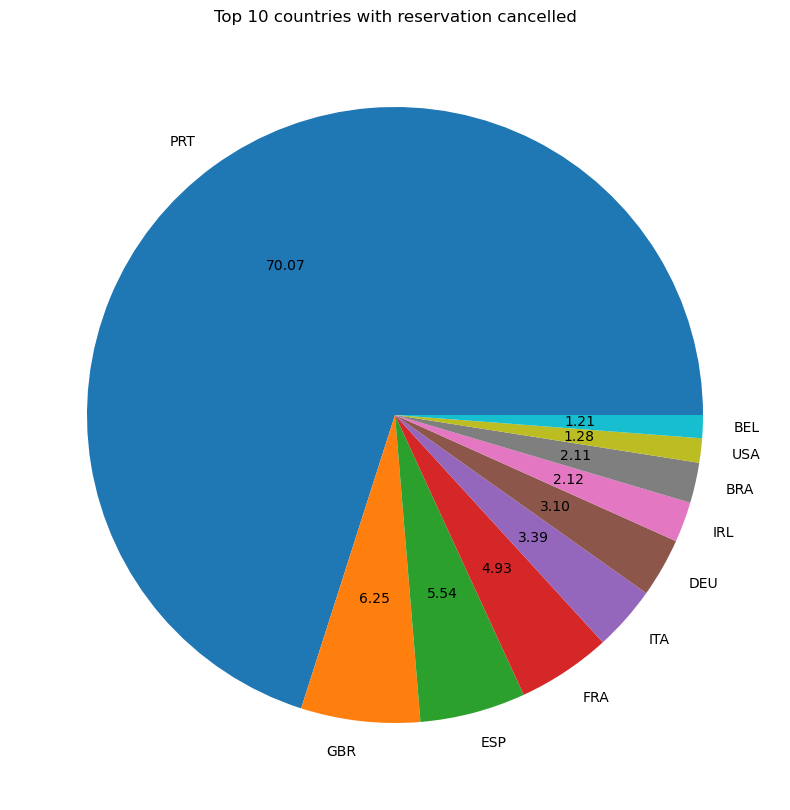 Top 10 countries with reservation cancelled
PRT
70.07
BEL
1.21
USA
1.28
BRA
2.11
IRL
2.12
DEU
3.10
ITA
3.39
FRA
4.93
ESP
5.54
GBR
6.25